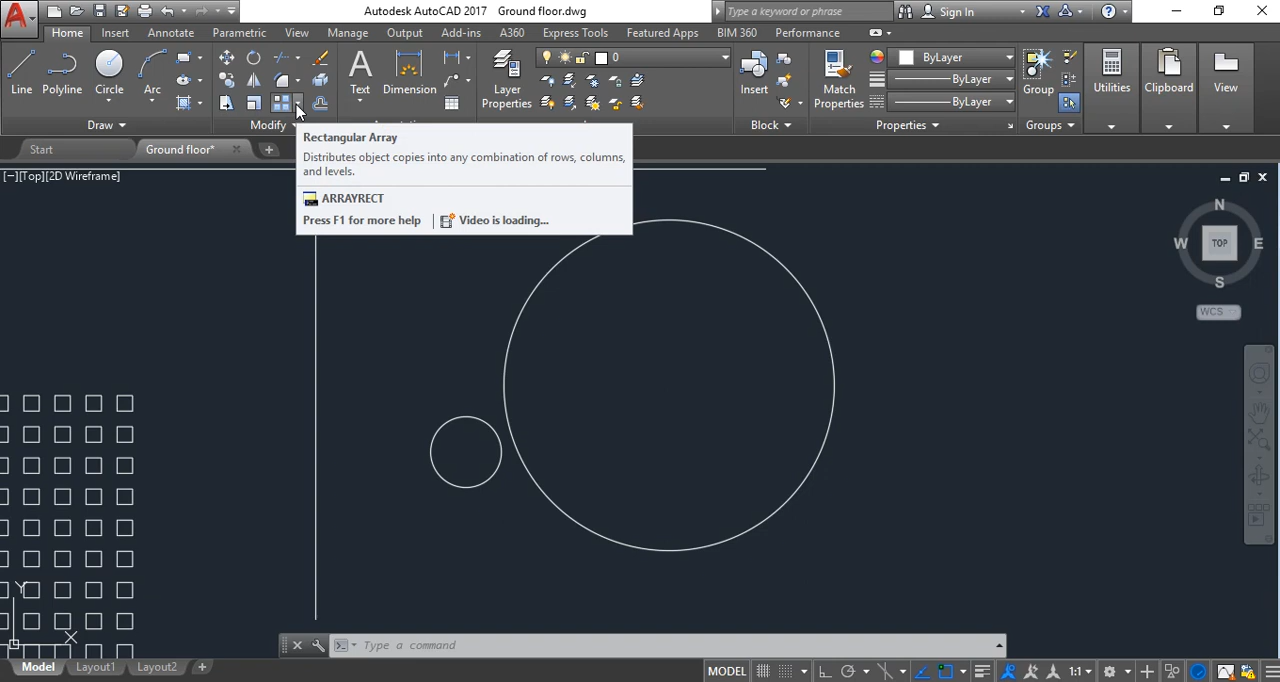 Autodesk AutoCAD 2017 Ground floor.dwg
Type a keyword or phrase
Sign In
Home Insert Annotate Parametric View Manage Output Add-ins A360 Express Tools Featured Apps BIM 360 Performance
Line Polyline Circle Arc
Text Dimension
Layer Properties
0
Insert
Match Properties
ByLayer
ByLayer
ByLayer
Group
Utilities Clipboard View
Draw Modify Block Properties Groups
Start Ground floor*
Rectangular Array
Distributes object copies into any combination of rows, columns,
and levels.
ARRAYRECT
Press F1 for more help Video is loading...
[−][Top][2D Wireframe]
N
W TOP E
S
WCS
Y
X
Type a command
Model Layout1 Layout2 +
MODEL 1:1